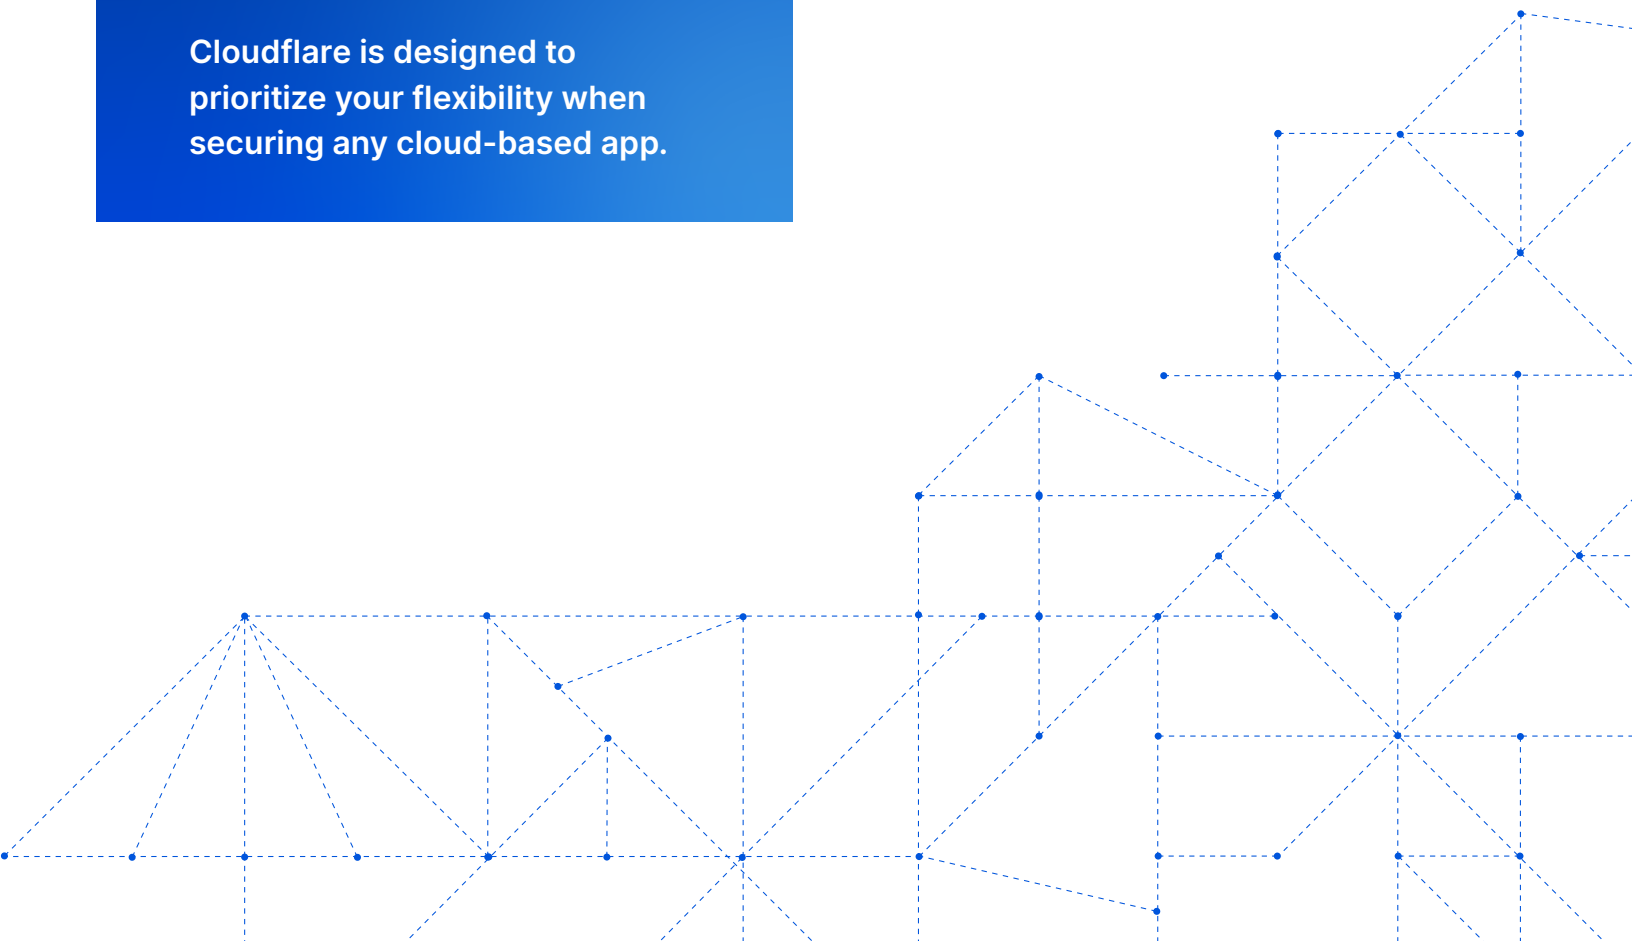 Cloudflare is designed to
prioritize your flexibility when
securing any cloud-based app.